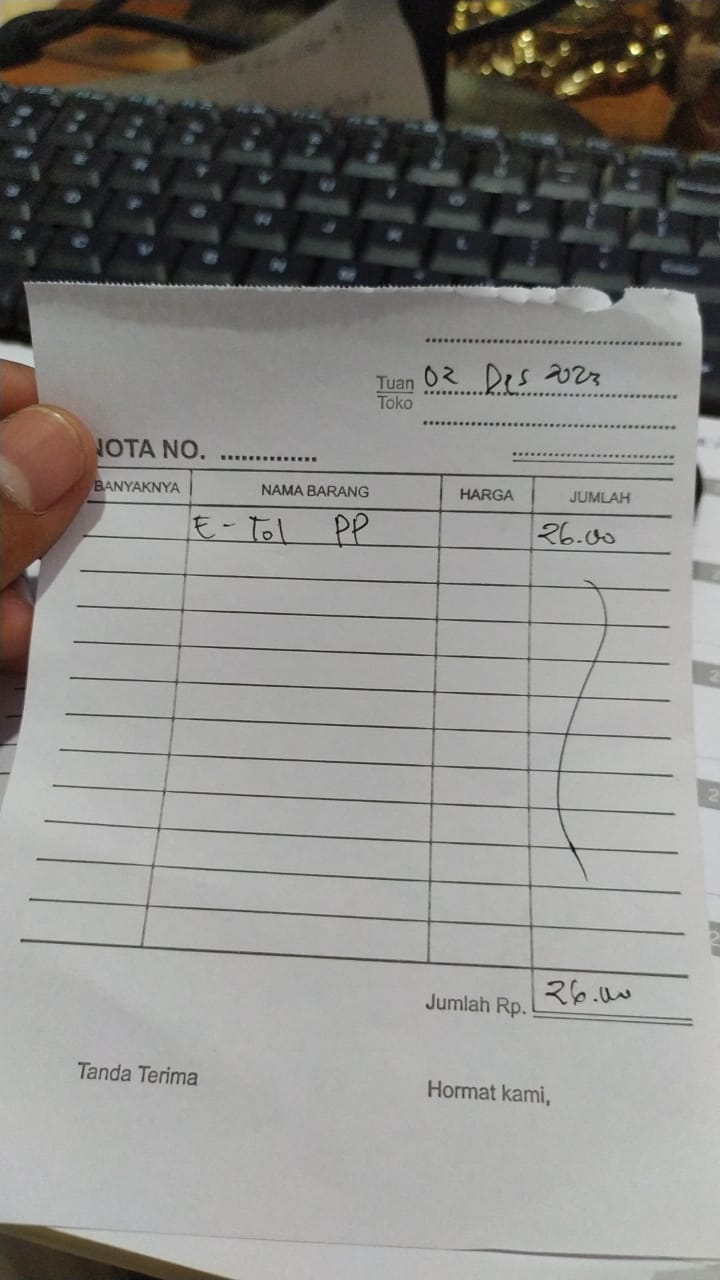 Tuan 02 Des 2023
Toko
NOTA NO. ..............
BANYAKNYA NAMA BARANG HARGA JUMLAH
E-Tol PP 26.00
Jumlah Rp. 26.00
Tanda Terima Hormat kami,